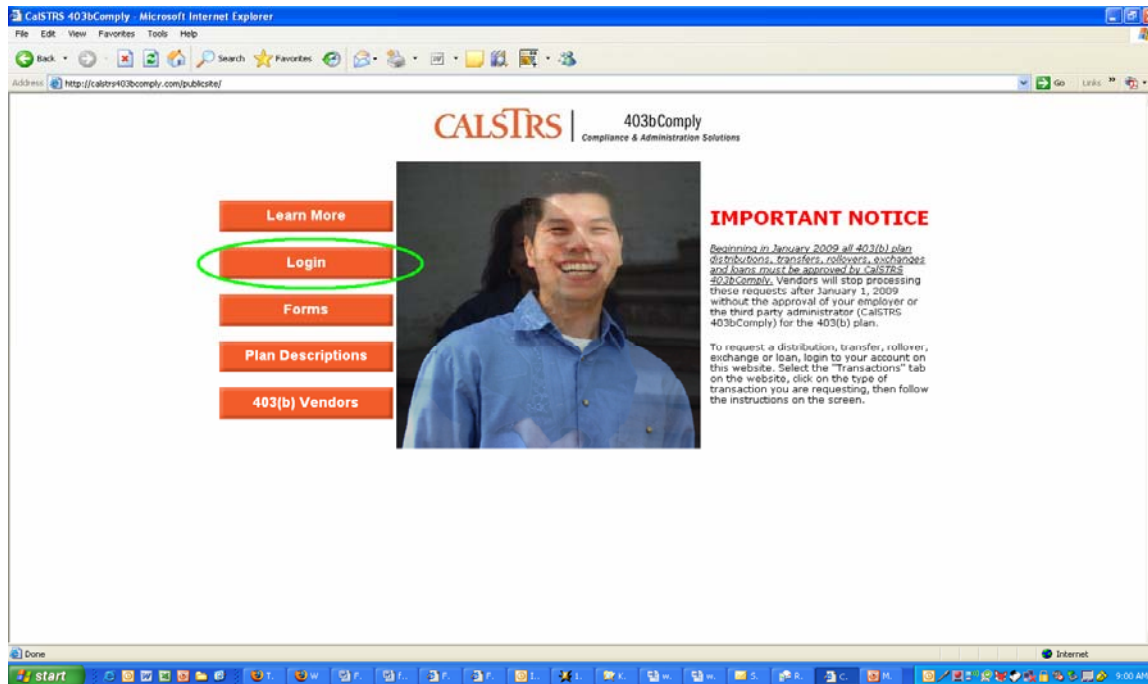 CalSTRS 403bComply - Microsoft Internet Explorer
File Edit View Favorites Tools Help
Back Search Favorites
Address http://calstrs403bcomply.com/publicsite/ Go Links »
CALSTRS 403bComply
Compliance & Administration Solutions
Learn More
Login
Forms
Plan Descriptions
403(b) Vendors
IMPORTANT NOTICE
Beginning in January 2009 all 403(b) plan
distributions, transfers, rollovers, exchanges
and loans must be approved by CalSTRS
403bComply. Vendors will stop processing
these requests after January 1, 2009
without the approval of your employer or
the third party administrator (CalSTRS
403bComply) for the 403(b) plan.
To request a distribution, transfer, rollover,
exchange or loan, login to your account on
this website. Select the "Transactions" tab
on the website, click on the type of
transaction you are requesting, then follow
the instructions on the screen.
Done Internet
start 9:00 AM